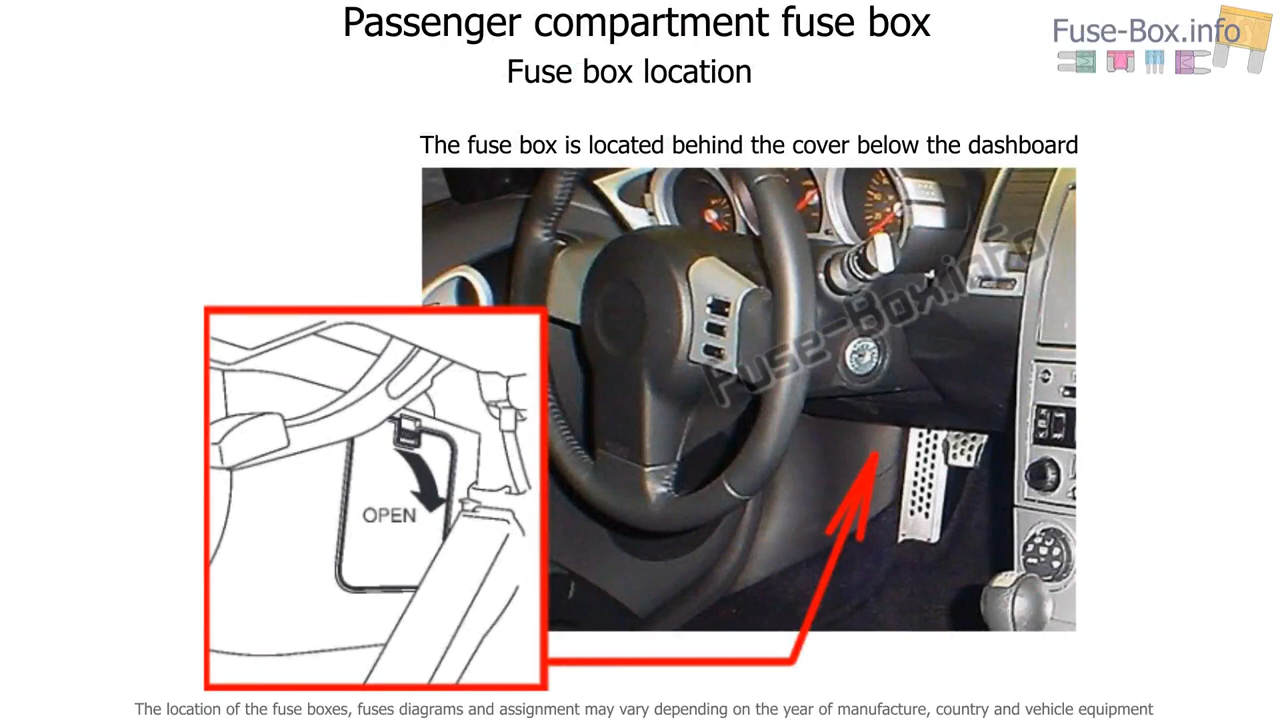 Passenger compartment fuse box
Fuse-Box.info
Fuse box location
The fuse box is located behind the cover below the dashboard
Fuse-Box.info
OPEN
The location of the fuse boxes, fuses diagrams and assignment may vary depending on the year of manufacture, country and vehicle equipment